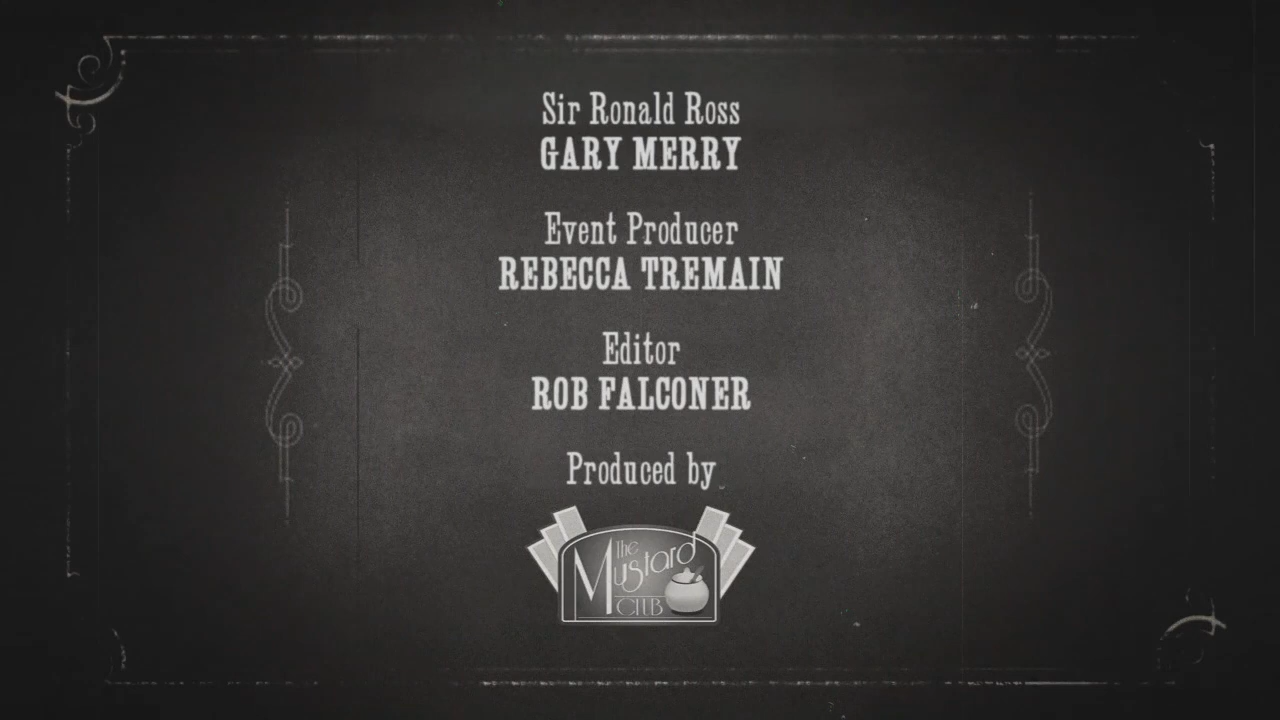 Sir Ronald Ross
GARY MERRY
Event Producer
REBECCA TREMAIN
Editor
ROB FALCONER
Produced by
The
Mustard
CLUB